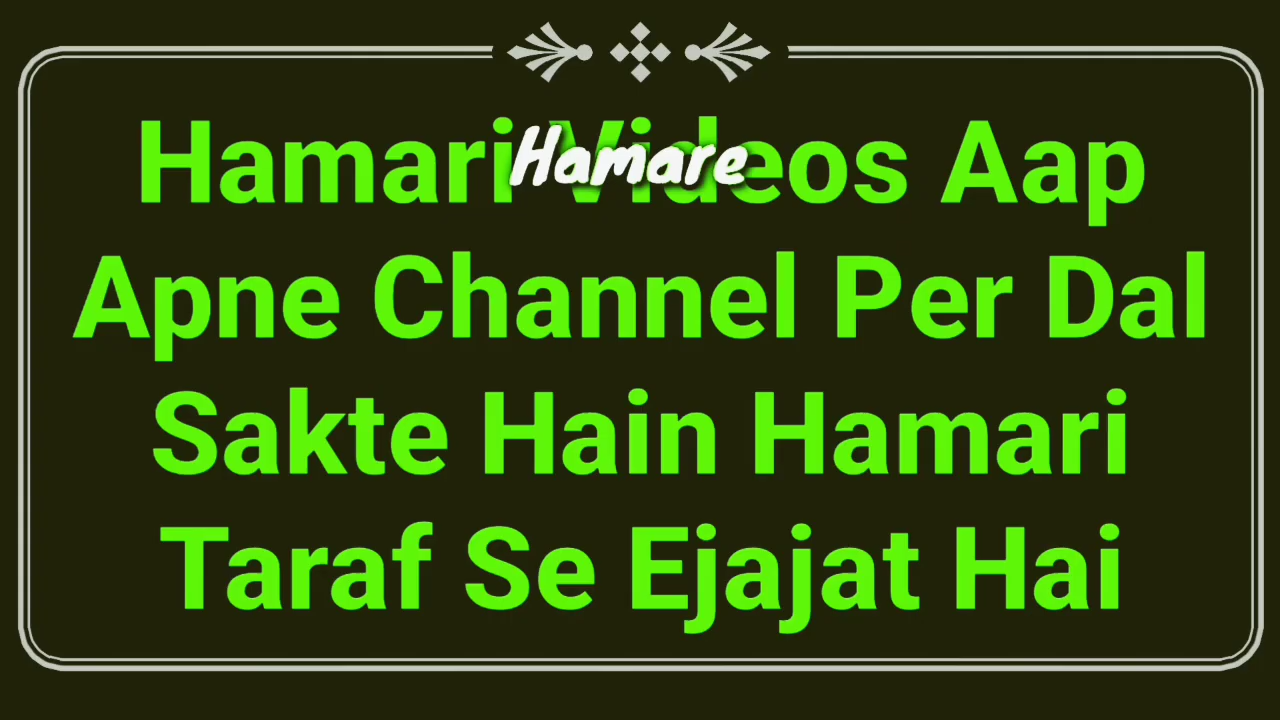 Hamari Videos Aap
Hamare
Apne Channel Per Dal
Sakte Hain Hamari
Taraf Se Ejajat Hai